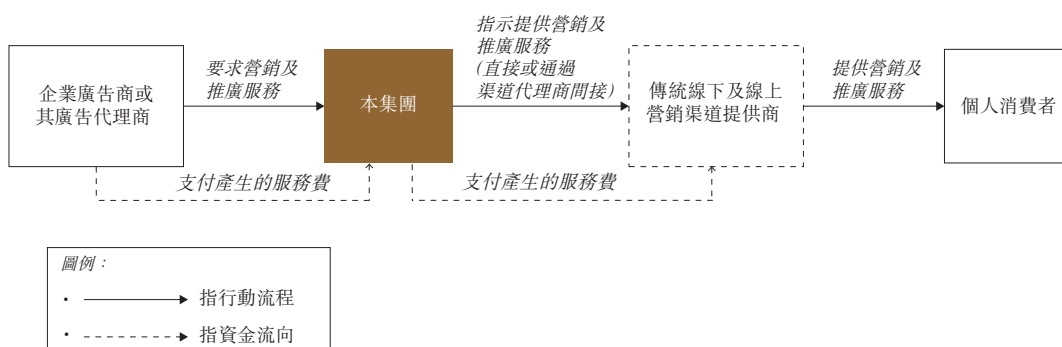 企業廣告商或
其廣告代理商
要求營銷及
推廣服務
本集團
指示提供營銷及
推廣服務
(直接或通過
渠道代理商間接)
傳統線下及線上
營銷渠道提供商
提供營銷及
推廣服務
個人消費者
支付產生的服務費
支付產生的服務費
圖例：
• 指行動流程
• 指資金流向